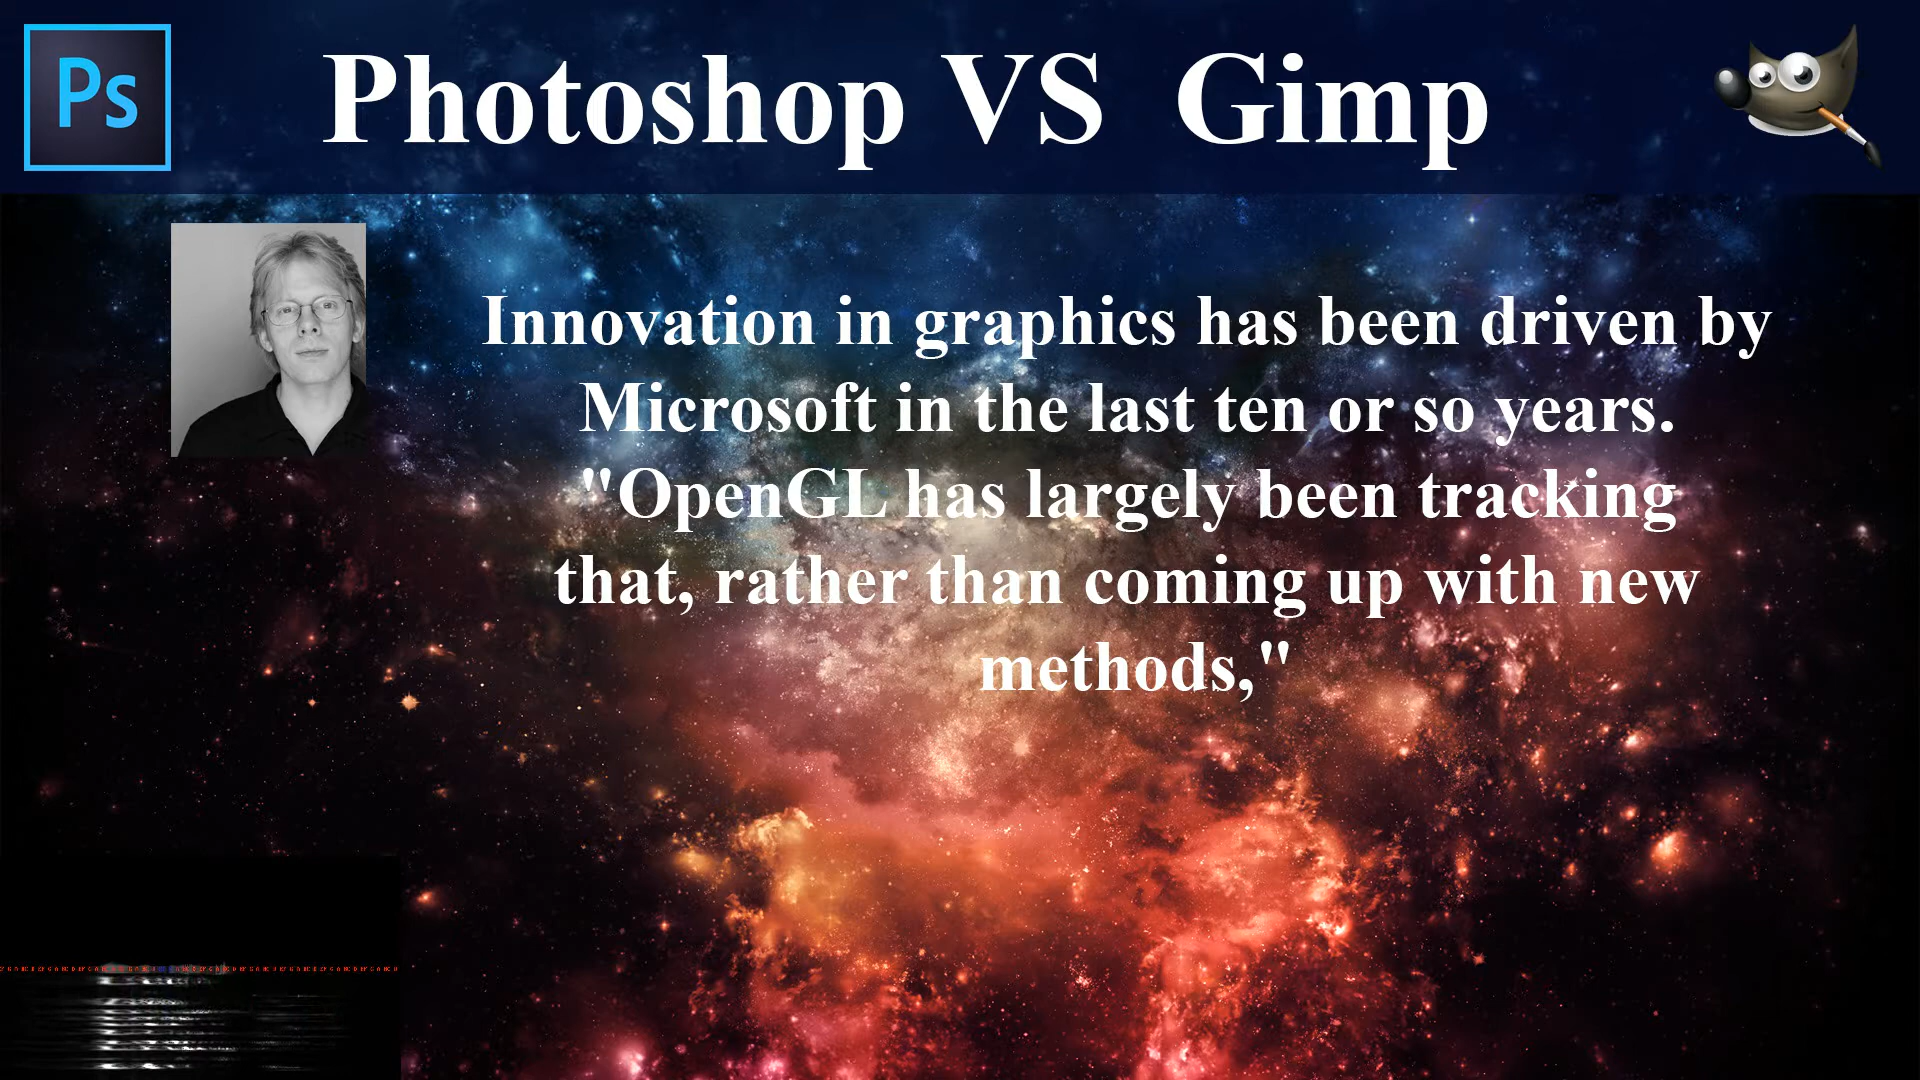 Ps
Photoshop VS Gimp
Innovation in graphics has been driven by
Microsoft in the last ten or so years.
"OpenGL has largely been tracking
that, rather than coming up with new
methods,"